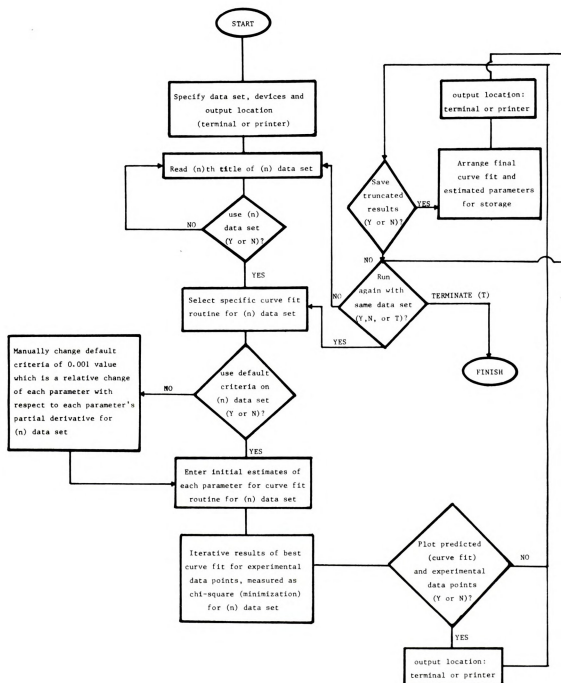 START
Specify data set, devices and
output location
(terminal or printer)
Read (n)th title of (n) data set
NO
use (n)
data set
(Y or N)?
YES
Select specific curve fit
routine for (n) data set
Manually change default
criteria of 0.001 value
which is a relative change
of each parameter with
respect to each parameter's
partial derivative for
(n) data set
NO
use default
criteria on
(n) data set
(Y or N)?
YES
Enter initial estimates of
each parameter for curve fit
routine for (n) data set
Iterative results of best
curve fit for experimental
data points, measured as
chi-square (minimization)
for (n) data set
Plot predicted
(curve fit)
and experimental
data points
(Y or N)?
NO
YES
output location:
terminal or printer
output location:
terminal or printer
Arrange final
curve fit and
estimated parameters
for storage
Save
truncated
results
(Y or N)?
YES
NO
Run
again with
same data set
(Y,N, or T)?
NO
YES
TERMINATE (T)
FINISH